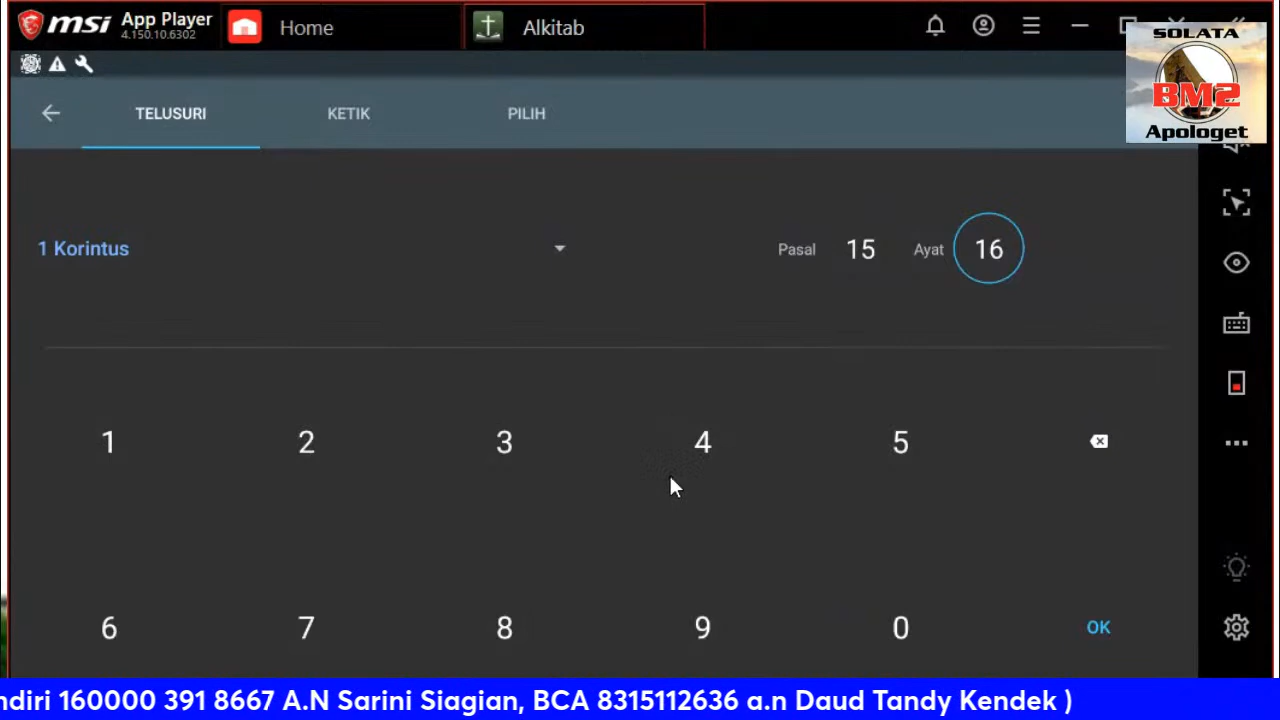 msi App Player
4.150.10.6302
Home
Alkitab
SOLATA
BM2
Apologet
TELUSURI
KETIK
PILIH
1 Korintus
Pasal 15 Ayat 16
1 2 3 4 5
6 7 8 9 0 OK
ndiri 160000 391 8667 A.N Sarini Siagian, BCA 8315112636 a.n Daud Tandy Kendek )